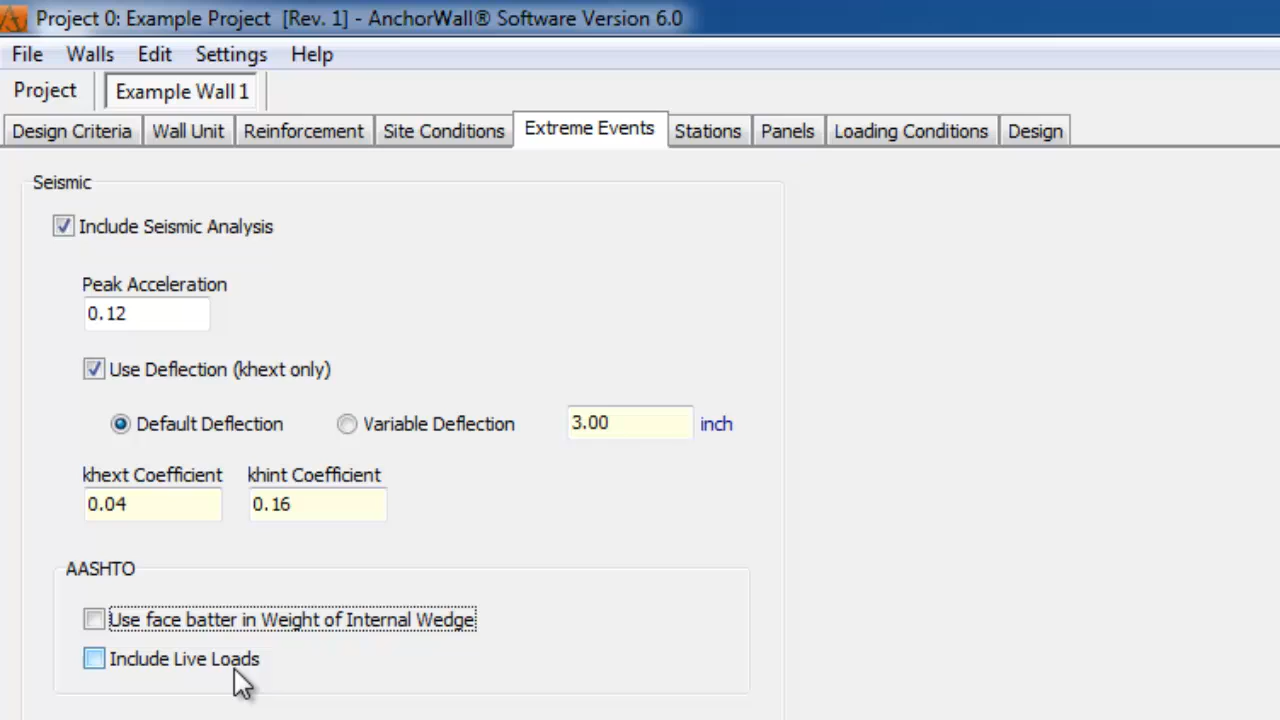 Project 0: Example Project [Rev. 1] - AnchorWall® Software Version 6.0
File Walls Edit Settings Help
Project Example Wall 1
Design Criteria Wall Unit Reinforcement Site Conditions Extreme Events Stations Panels Loading Conditions Design
Seismic
Include Seismic Analysis
Peak Acceleration
0.12
Use Deflection (khext only)
Default Deflection Variable Deflection 3.00 inch
khext Coefficient khint Coefficient
0.04 0.16
AASHTO
Use face batter in Weight of Internal Wedge
Include Live Loads